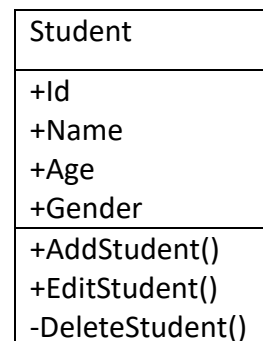 Student
+Id
+Name
+Age
+Gender
+AddStudent()
+EditStudent()
-DeleteStudent()